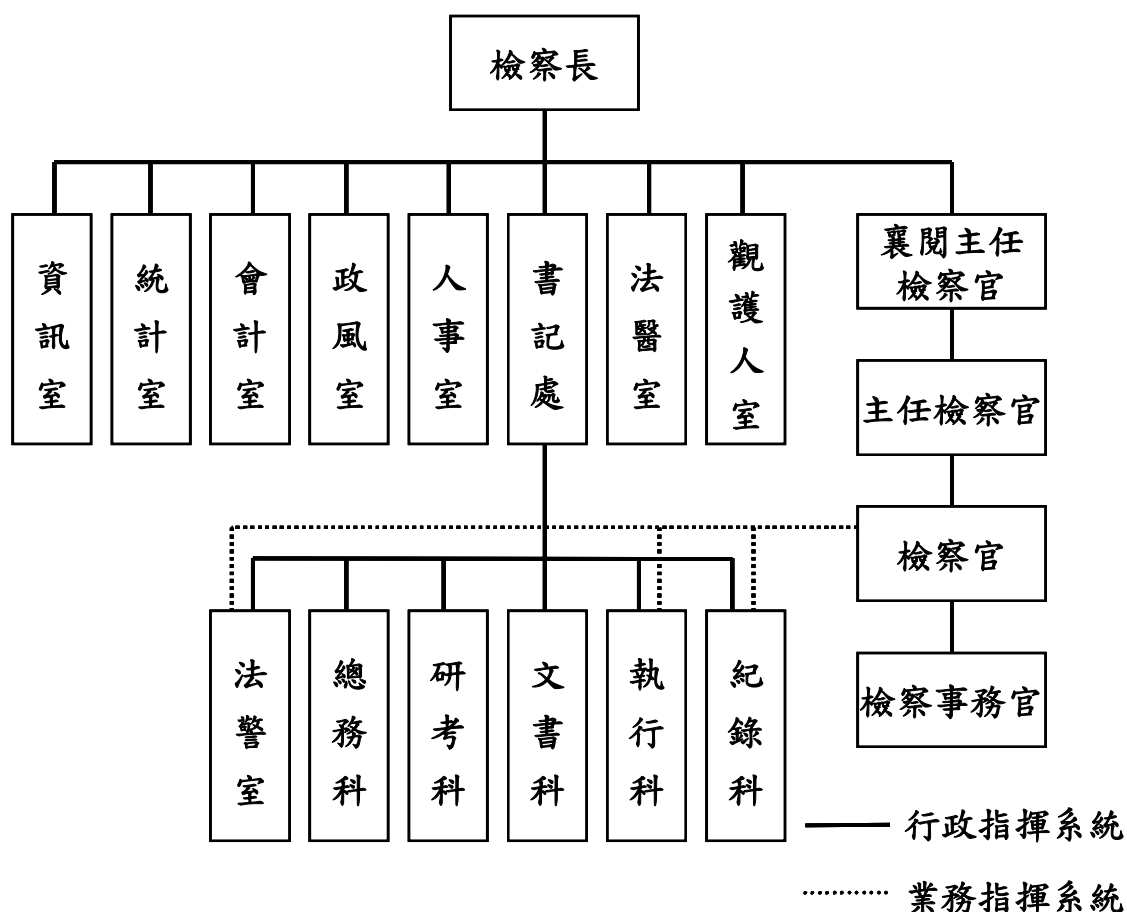 檢察長
資訊室
統計室
會計室
政風室
人事室
書記處
法醫室
觀護人室
襄閱主任
檢察官
主任檢察官
檢察官
檢察事務官
法警室
總務科
研考科
文書科
執行科
紀錄科
行政指揮系統
業務指揮系統